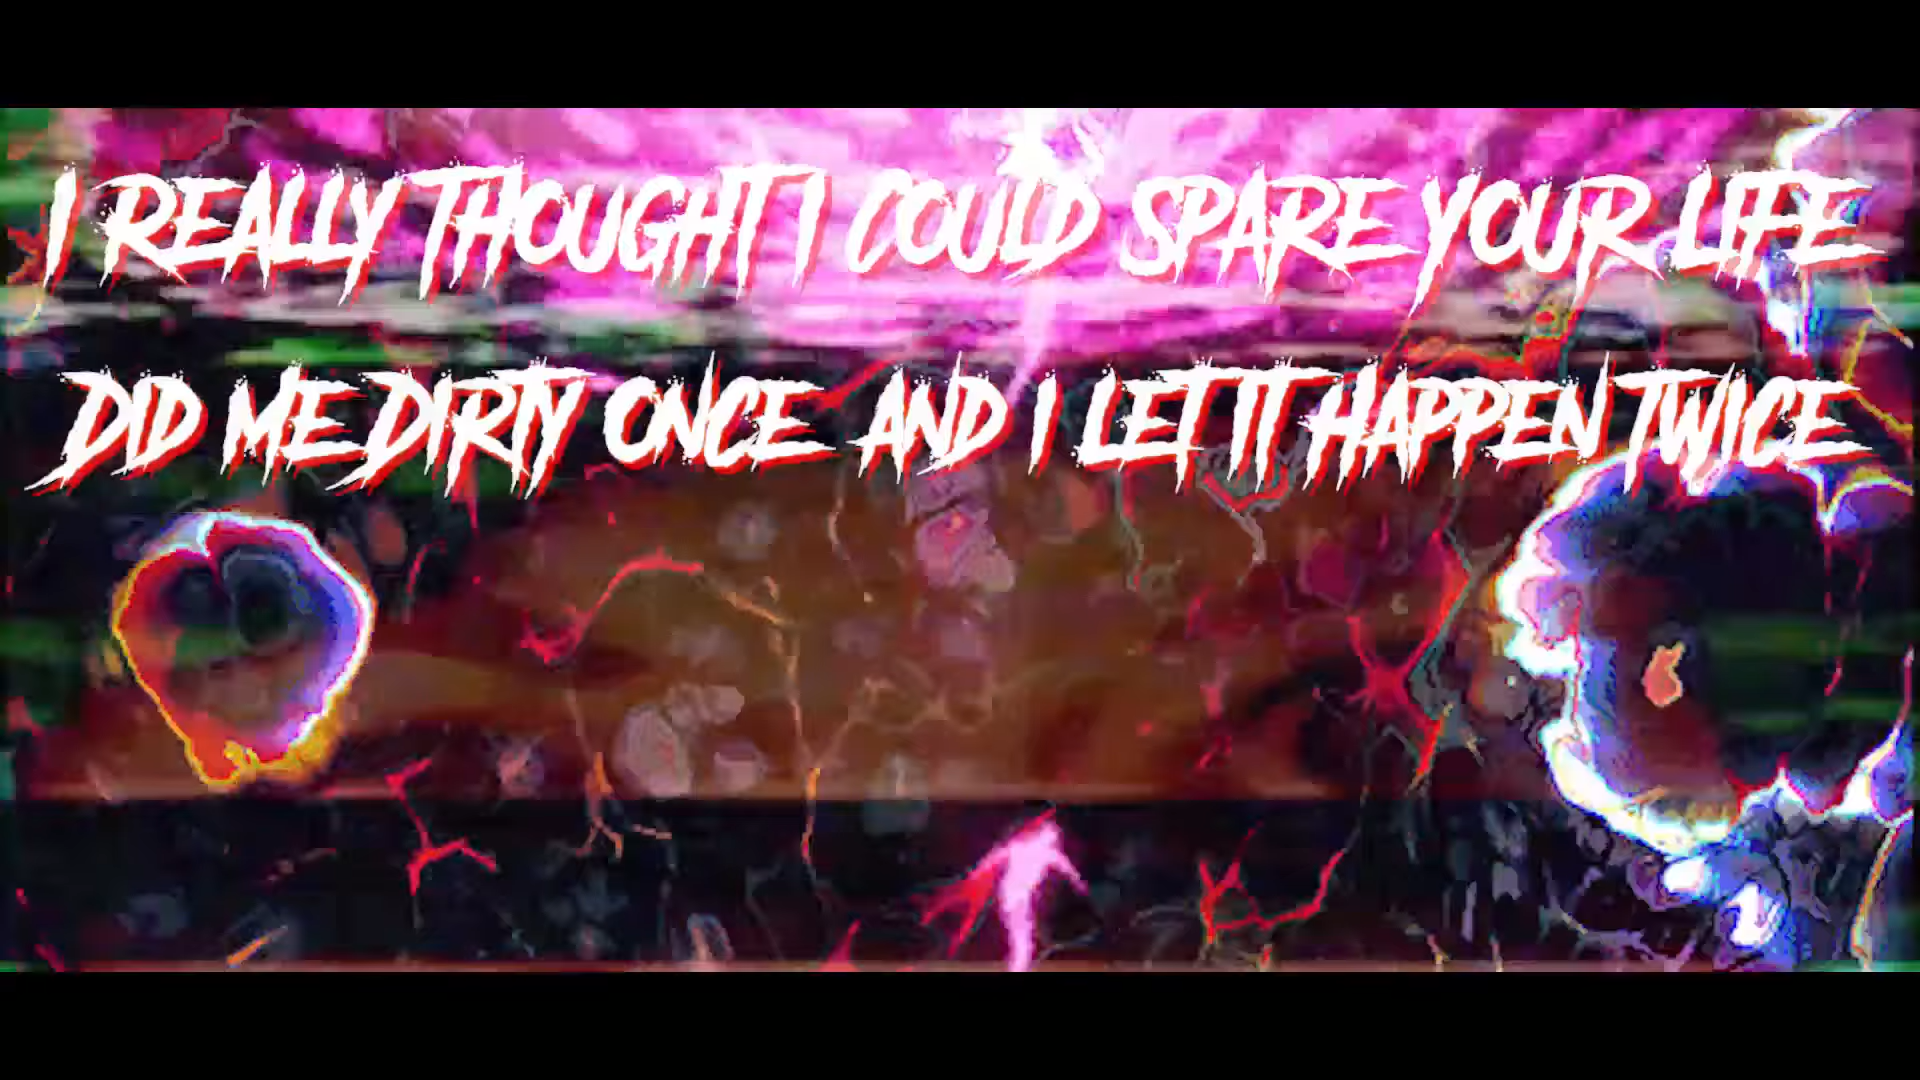 I REALLY THOUGHT I COULD SPARE YOUR LIFE
DID ME DIRTY ONCE AND I LET IT HAPPEN TWICE